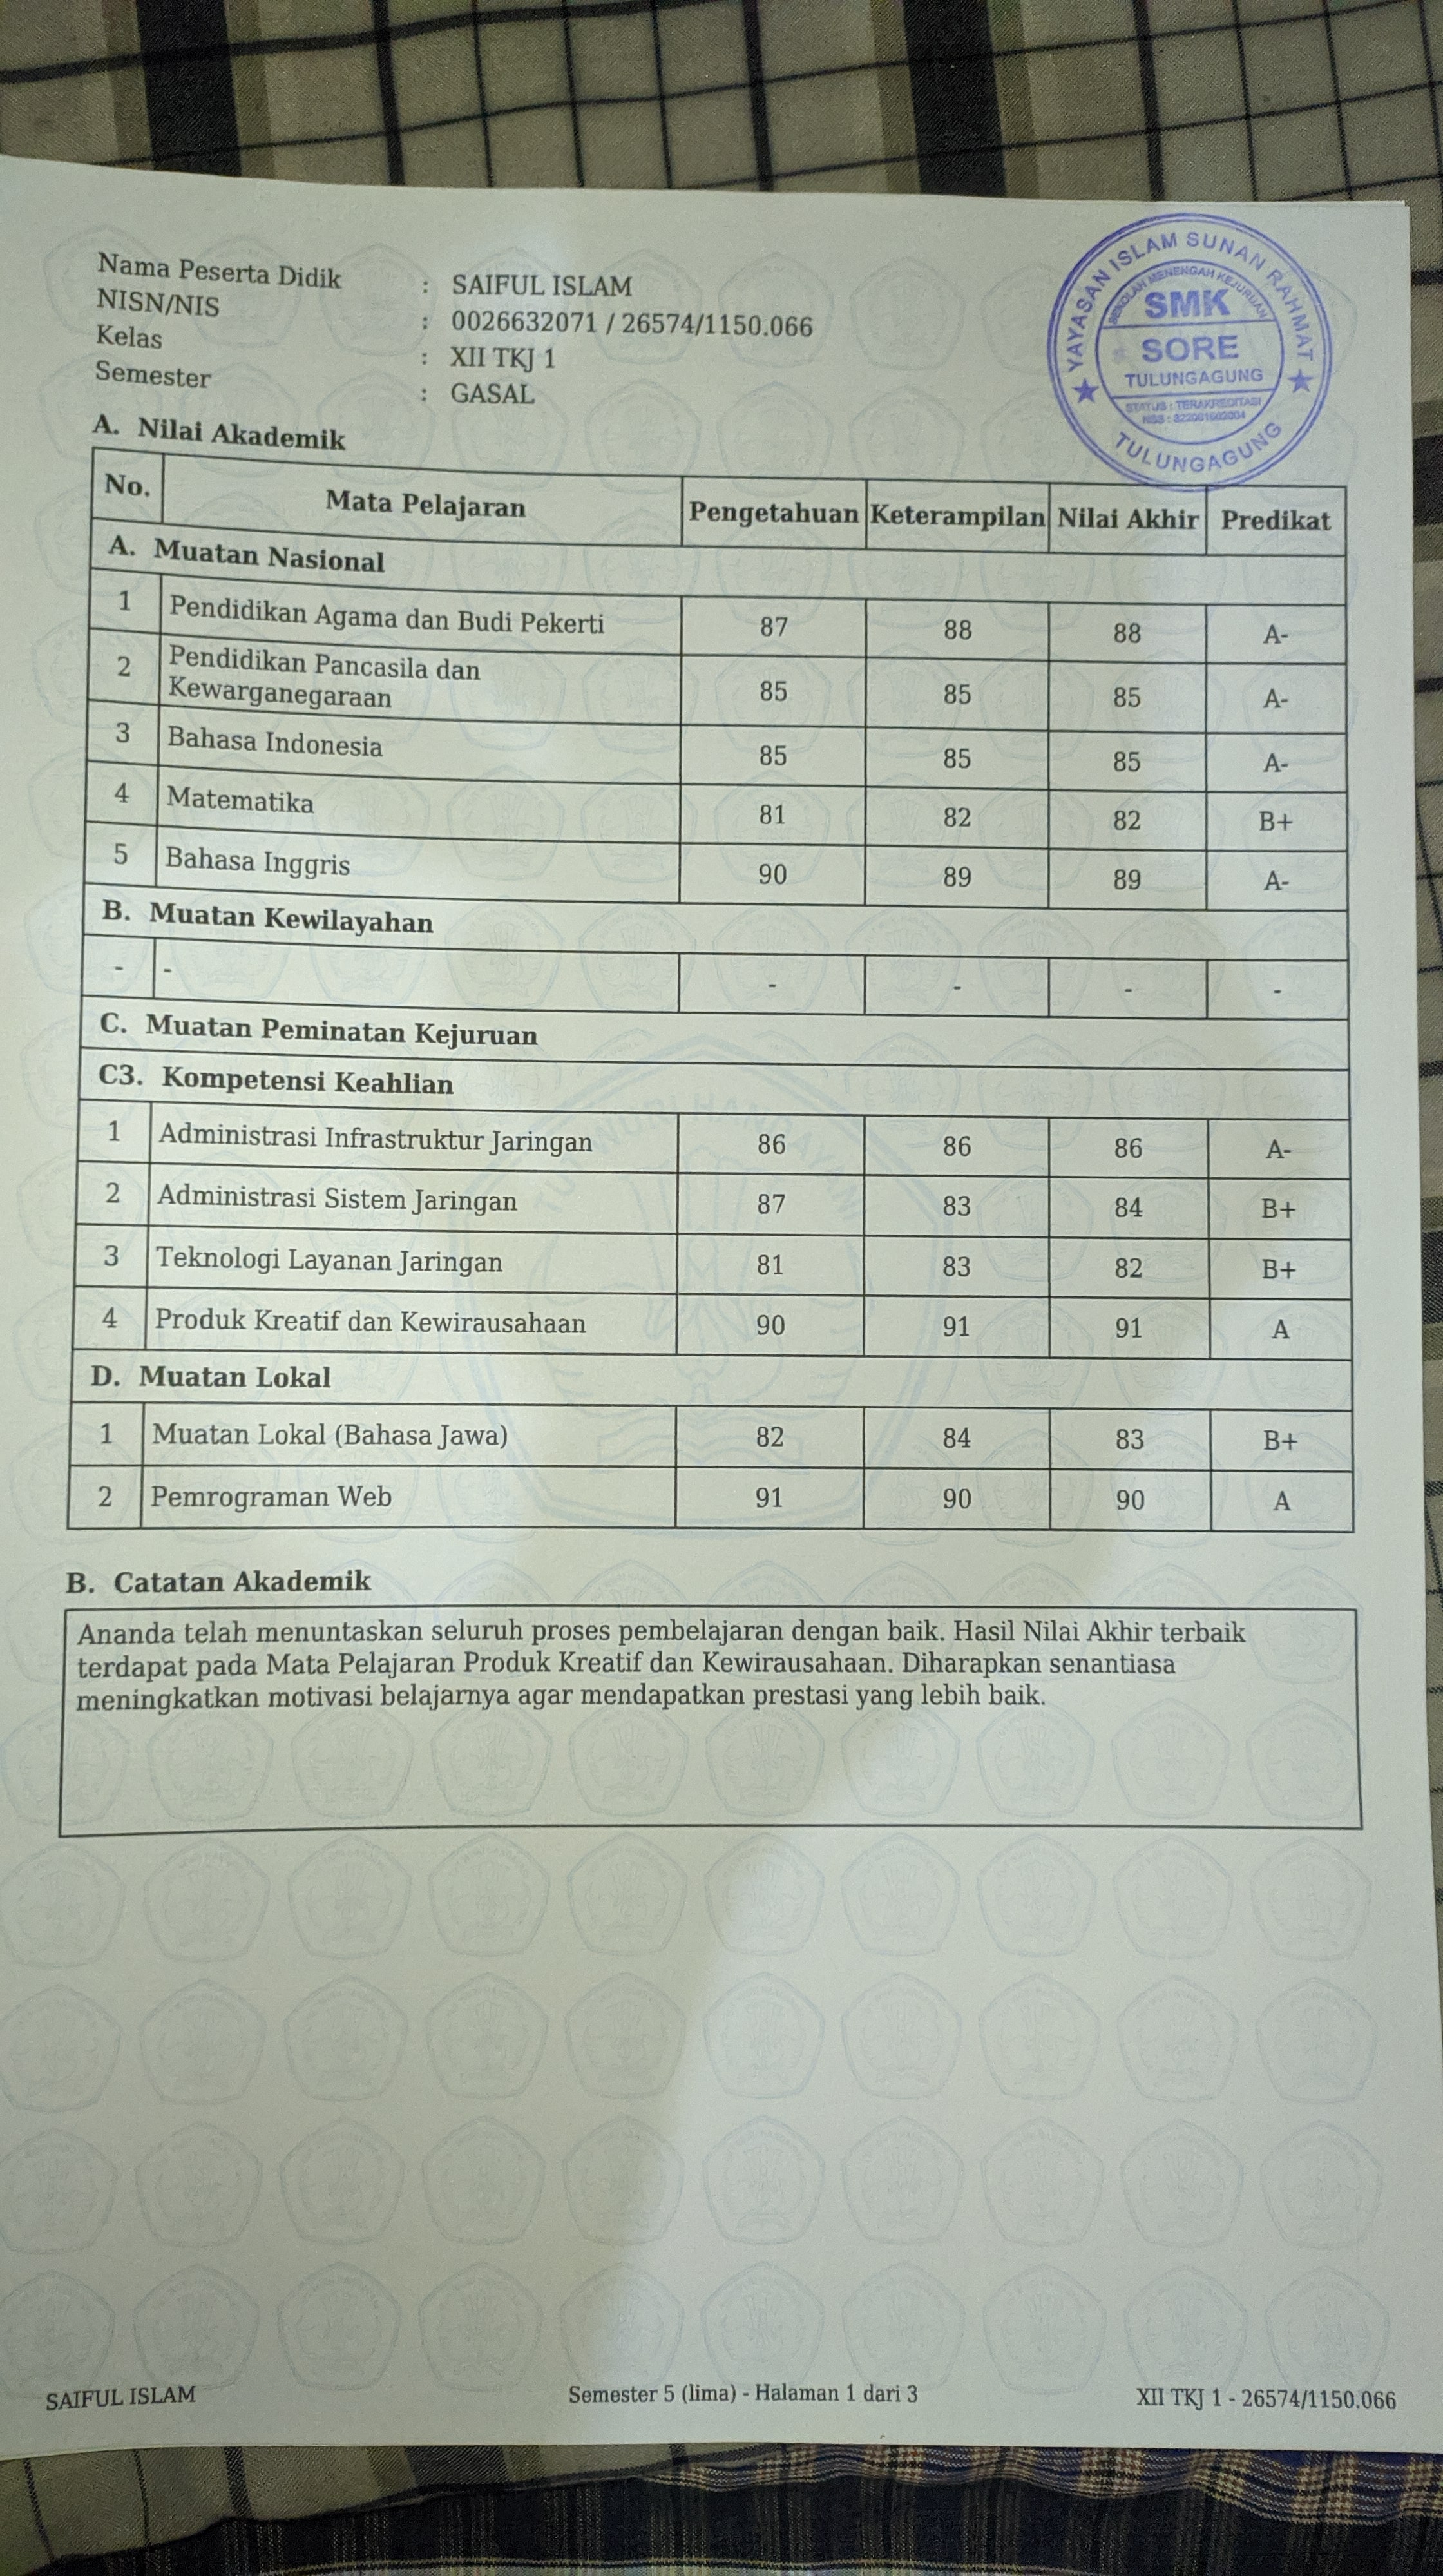 Nama Peserta Didik : SAIFUL ISLAM
NISN/NIS : 0026632071 / 26574/1150.066
Kelas : XII TKJ 1
Semester : GASAL
YAYASAN ISLAM SUNAN RAHMAT
SEKOLAH MENENGAH KEJURUAN
SMK
SORE
TULUNGAGUNG
STATUS : TERAKREDITASI
NSS :
TULUNGAGUNG
A. Nilai Akademik
No. Mata Pelajaran Pengetahuan Keterampilan Nilai Akhir Predikat
A. Muatan Nasional
1 Pendidikan Agama dan Budi Pekerti 87 88 88 A-
2 Pendidikan Pancasila dan
Kewarganegaraan 85 85 85 A-
3 Bahasa Indonesia 85 85 85 A-
4 Matematika 81 82 82 B+
5 Bahasa Inggris 90 89 89 A-
B. Muatan Kewilayahan
- - - - - -
C. Muatan Peminatan Kejuruan
C3. Kompetensi Keahlian
1 Administrasi Infrastruktur Jaringan 86 86 86 A-
2 Administrasi Sistem Jaringan 87 83 84 B+
3 Teknologi Layanan Jaringan 81 83 82 B+
4 Produk Kreatif dan Kewirausahaan 90 91 91 A
D. Muatan Lokal
1 Muatan Lokal (Bahasa Jawa) 82 84 83 B+
2 Pemrograman Web 91 90 90 A
B. Catatan Akademik
Ananda telah menuntaskan seluruh proses pembelajaran dengan baik. Hasil Nilai Akhir terbaik
terdapat pada Mata Pelajaran Produk Kreatif dan Kewirausahaan. Diharapkan senantiasa
meningkatkan motivasi belajarnya agar mendapatkan prestasi yang lebih baik.
SAIFUL ISLAM Semester 5 (lima) - Halaman 1 dari 3 XII TKJ 1 - 26574/1150.066